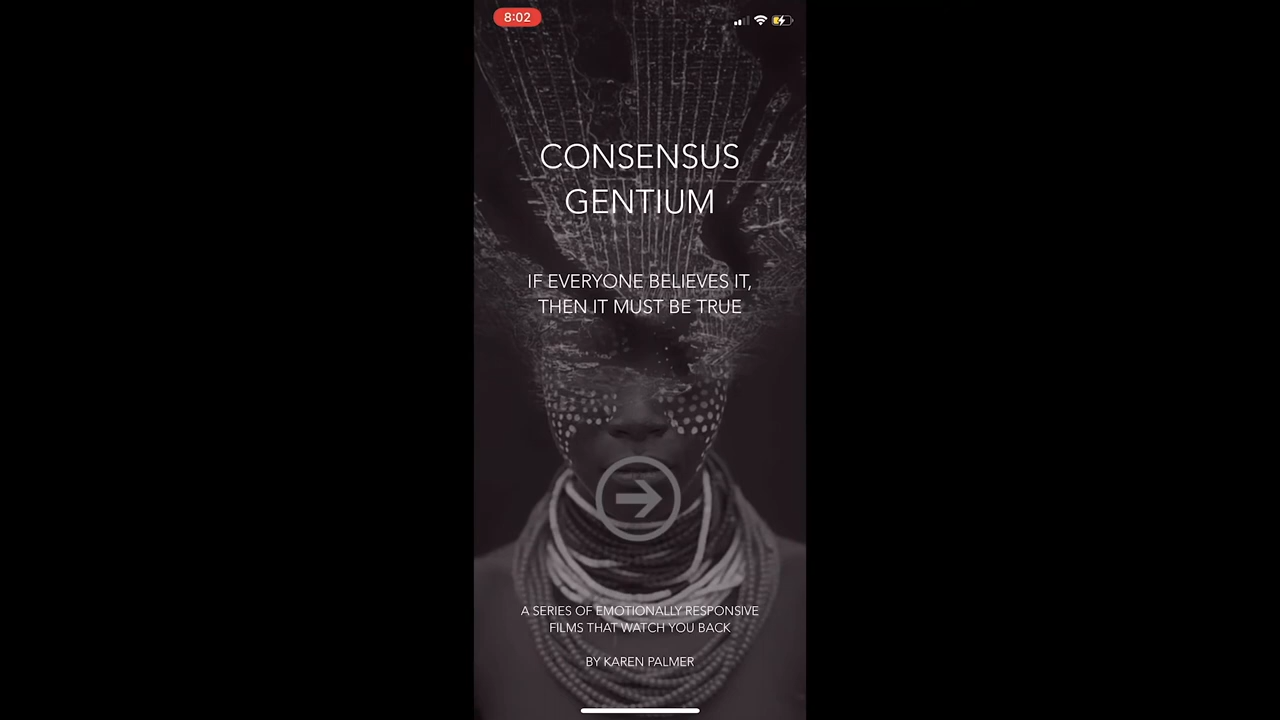 8:02
CONSENSUS
GENTIUM
IF EVERYONE BELIEVES IT,
THEN IT MUST BE TRUE
A SERIES OF EMOTIONALLY RESPONSIVE
FILMS THAT WATCH YOU BACK
BY KAREN PALMER